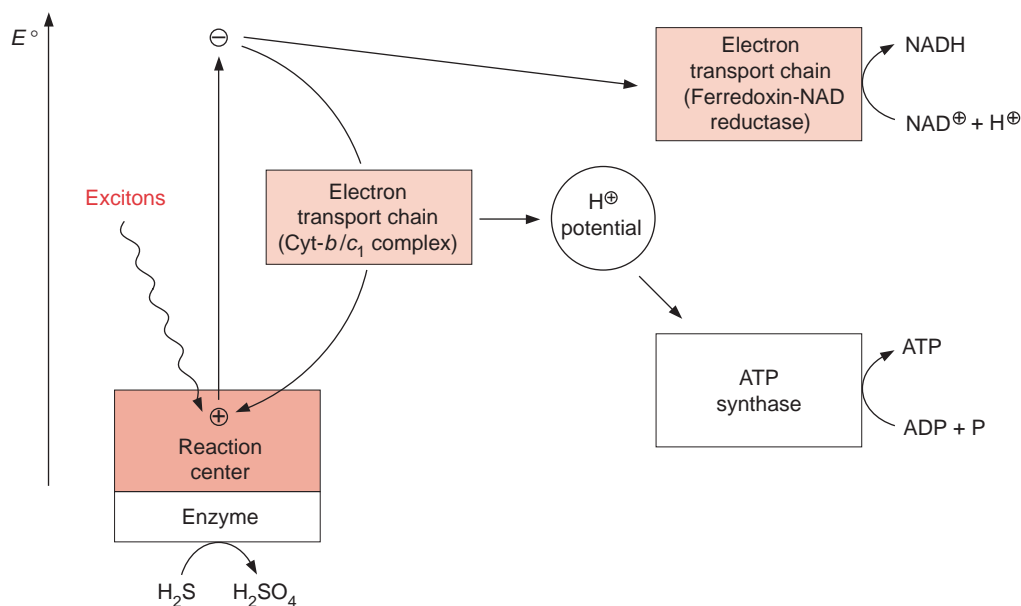 E°
⊖
Electron
transport chain
(Ferredoxin-NAD
reductase)
NADH
NAD⊕ + H⊕
Excitons
Electron
transport chain
(Cyt-b/c₁ complex)
H⊕
potential
ATP
synthase
ATP
ADP + P
⊕
Reaction
center
Enzyme
H₂S H₂SO₄